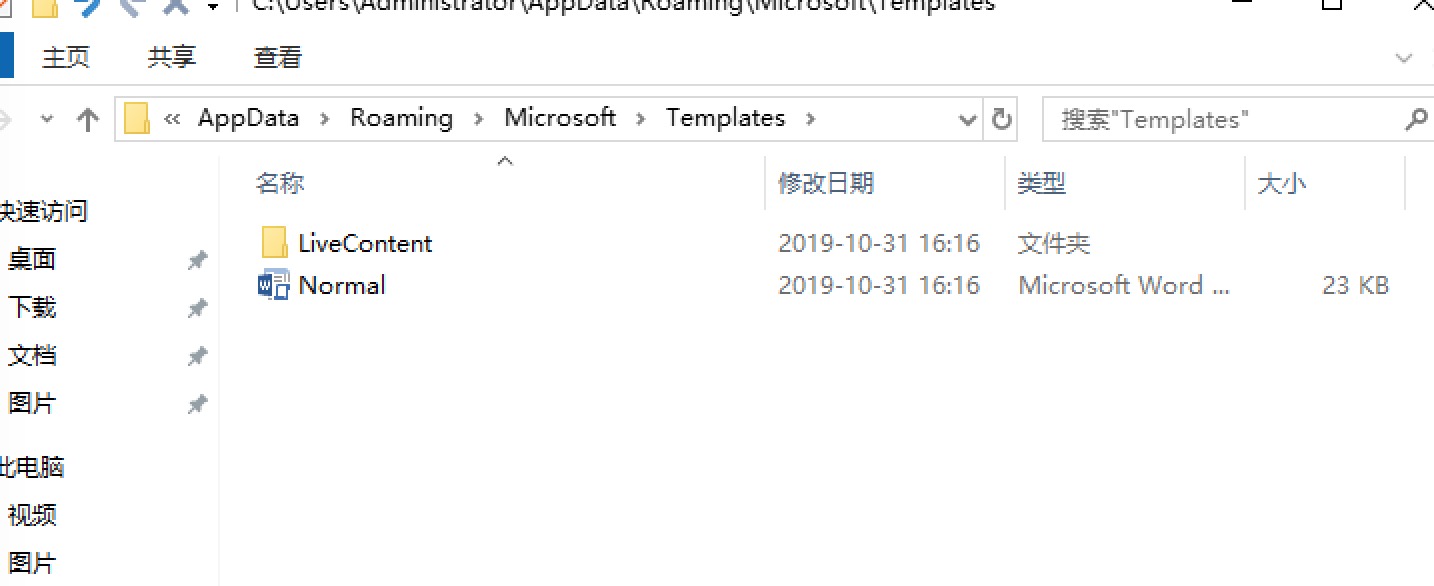 C:\Users\Administrator\AppData\Roaming\Microsoft\Templates
主页 共享 查看
« AppData › Roaming › Microsoft › Templates › 搜索"Templates"
名称 修改日期 类型 大小
快速访问
LiveContent 2019-10-31 16:16 文件夹
桌面
Normal 2019-10-31 16:16 Microsoft Word ... 23 KB
下载
文档
图片
此电脑
视频
图片